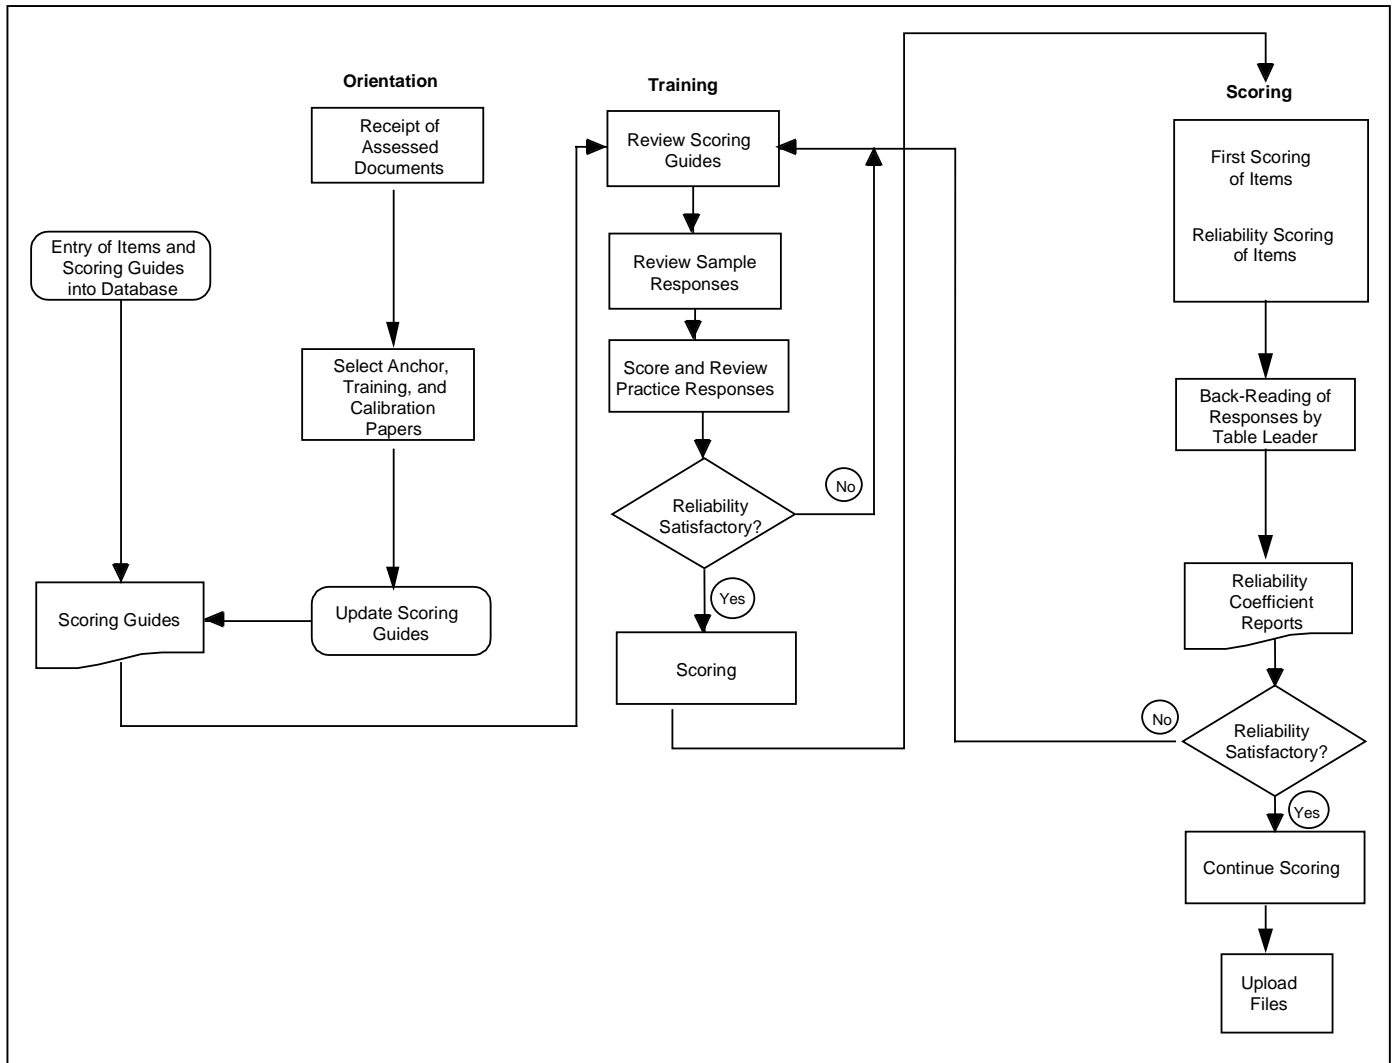 Orientation
Receipt of
Assessed
Documents
Entry of Items and
Scoring Guides
into Database
Select Anchor,
Training, and
Calibration
Papers
Scoring Guides
Update Scoring
Guides
Training
Review Scoring
Guides
Review Sample
Responses
Score and Review
Practice Responses
Reliability
Satisfactory?
No
Yes
Scoring
Scoring
First Scoring
of Items
Reliability Scoring
of Items
Back-Reading of
Responses by
Table Leader
Reliability
Coefficient
Reports
No
Reliability
Satisfactory?
Yes
Continue Scoring
Upload
Files